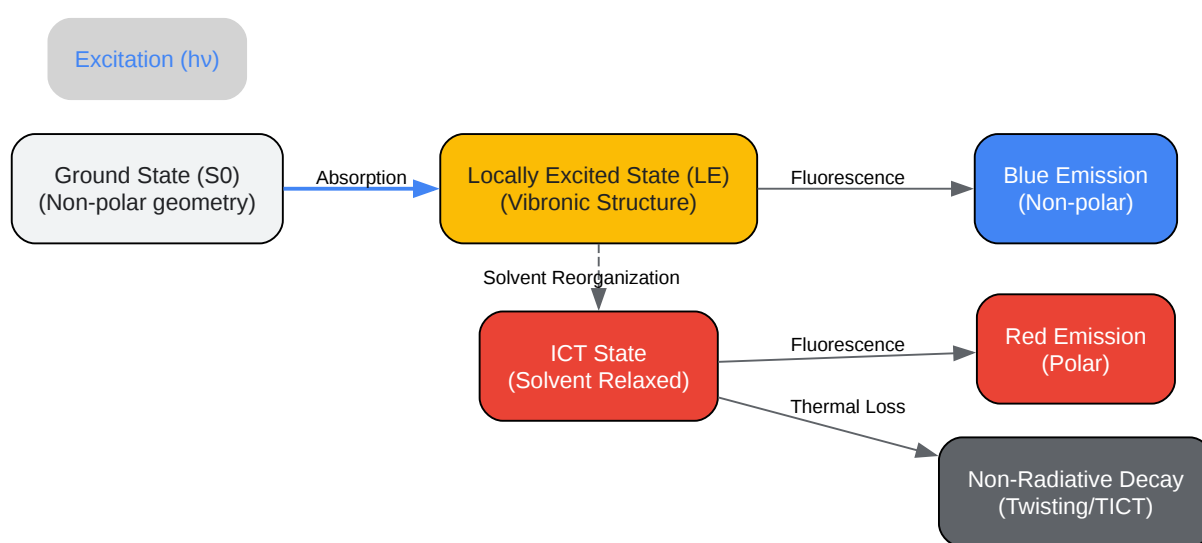 Excitation (hν)
Ground State (S0)
(Non-polar geometry)
Absorption
Locally Excited State (LE)
(Vibronic Structure)
Fluorescence
Blue Emission
(Non-polar)
Solvent Reorganization
ICT State
(Solvent Relaxed)
Fluorescence
Red Emission
(Polar)
Thermal Loss
Non-Radiative Decay
(Twisting/TICT)